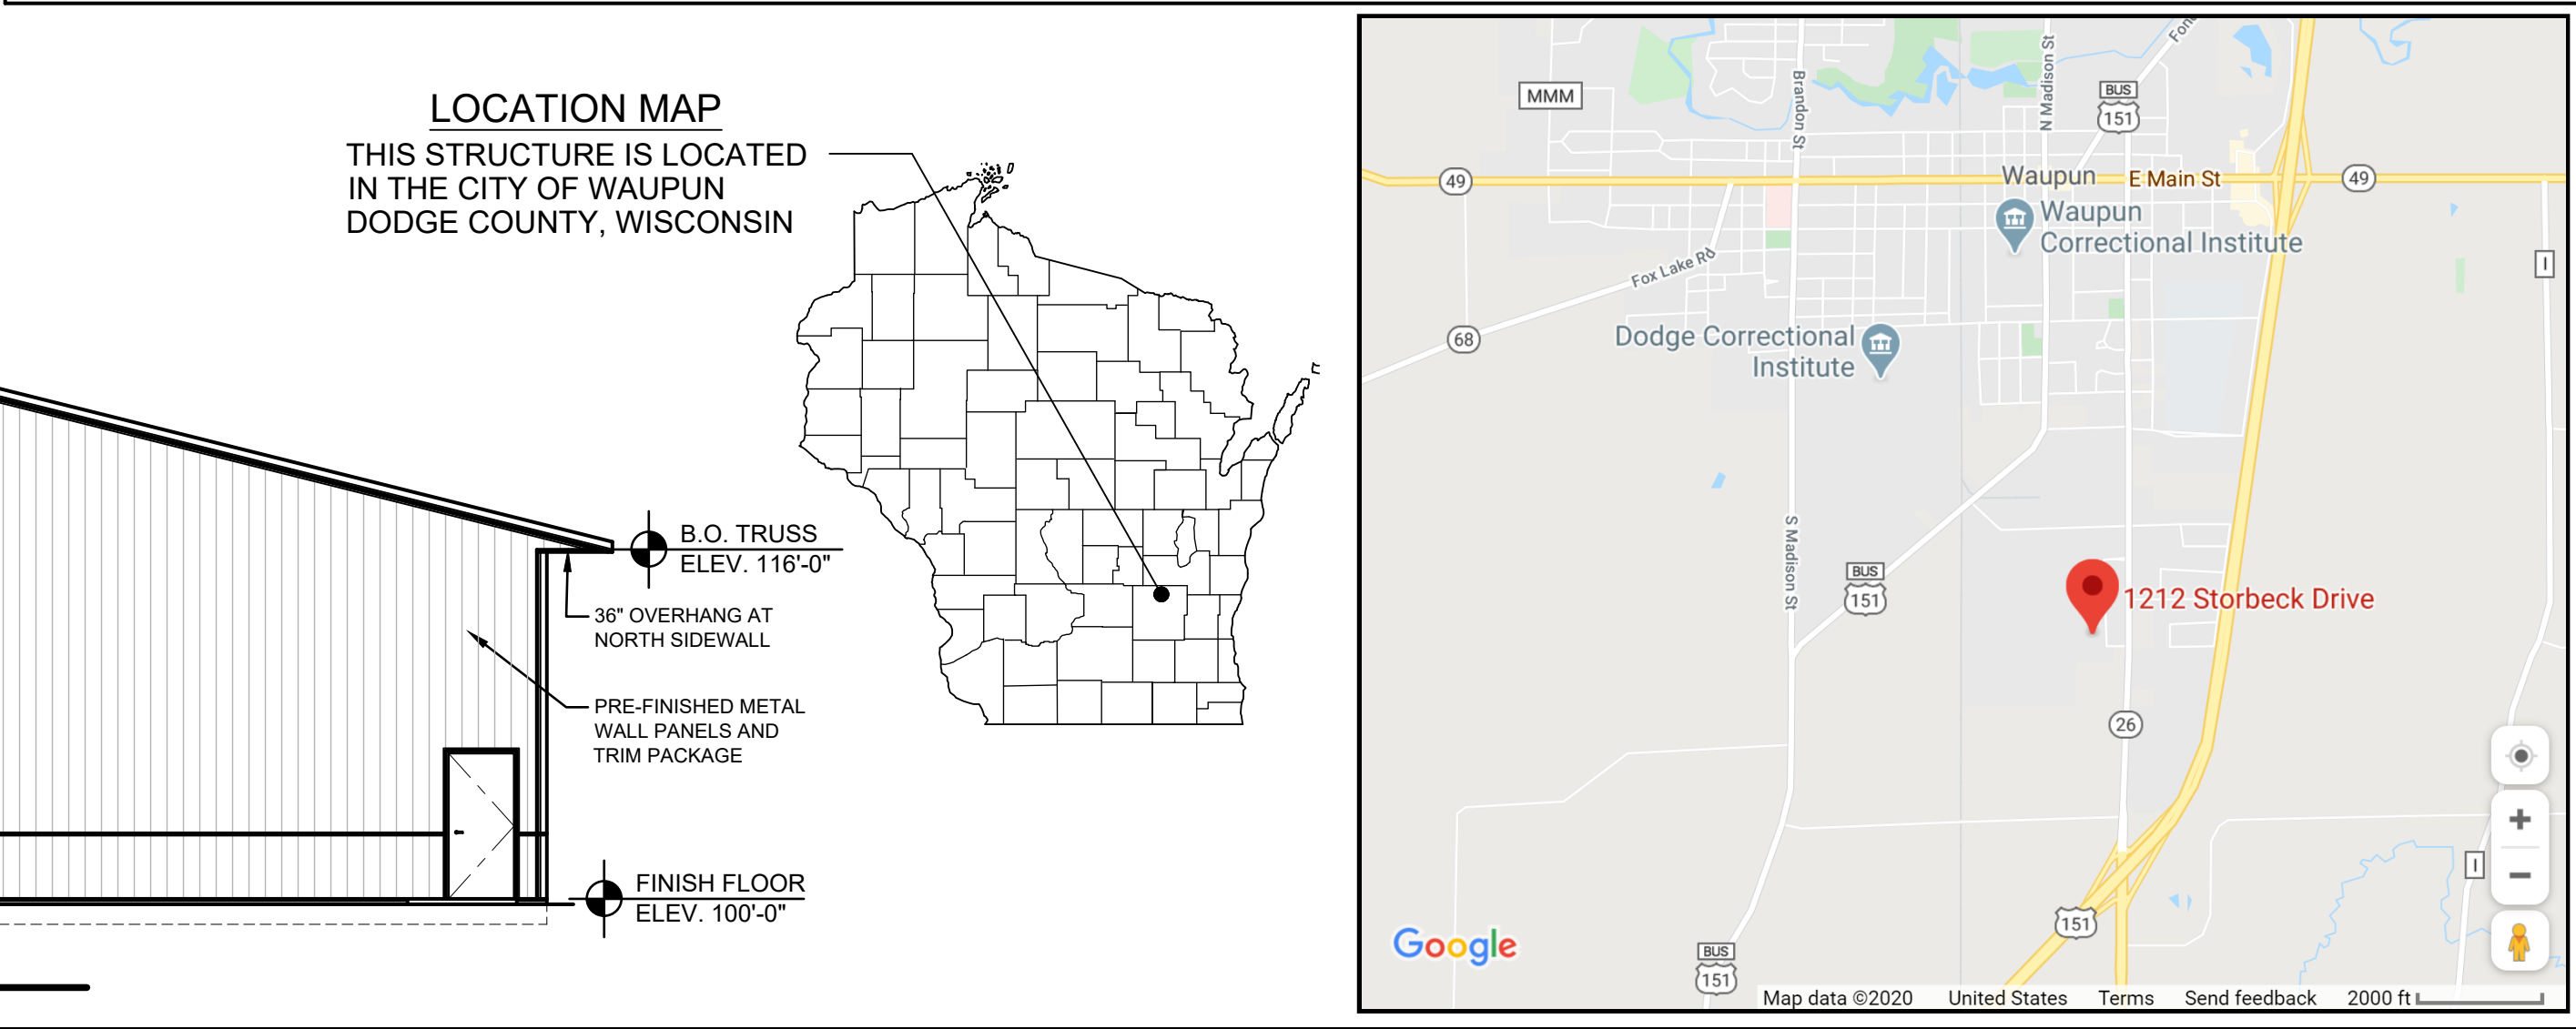 LOCATION MAP
THIS STRUCTURE IS LOCATED
IN THE CITY OF WAUPUN
DODGE COUNTY, WISCONSIN
B.O. TRUSS
ELEV. 116'-0"
36" OVERHANG AT
NORTH SIDEWALL
PRE-FINISHED METAL
WALL PANELS AND
TRIM PACKAGE
FINISH FLOOR
ELEV. 100'-0"
MMM
Brandon St
N Madison St
BUS
151
49
Waupun
E Main St
49
Waupun
Correctional Institute
Fox Lake Rd
I
68
Dodge Correctional
Institute
S Madison St
BUS
151
1212 Storbeck Drive
26
I
151
Google
BUS
151
Map data ©2020
United States
Terms
Send feedback
2000 ft